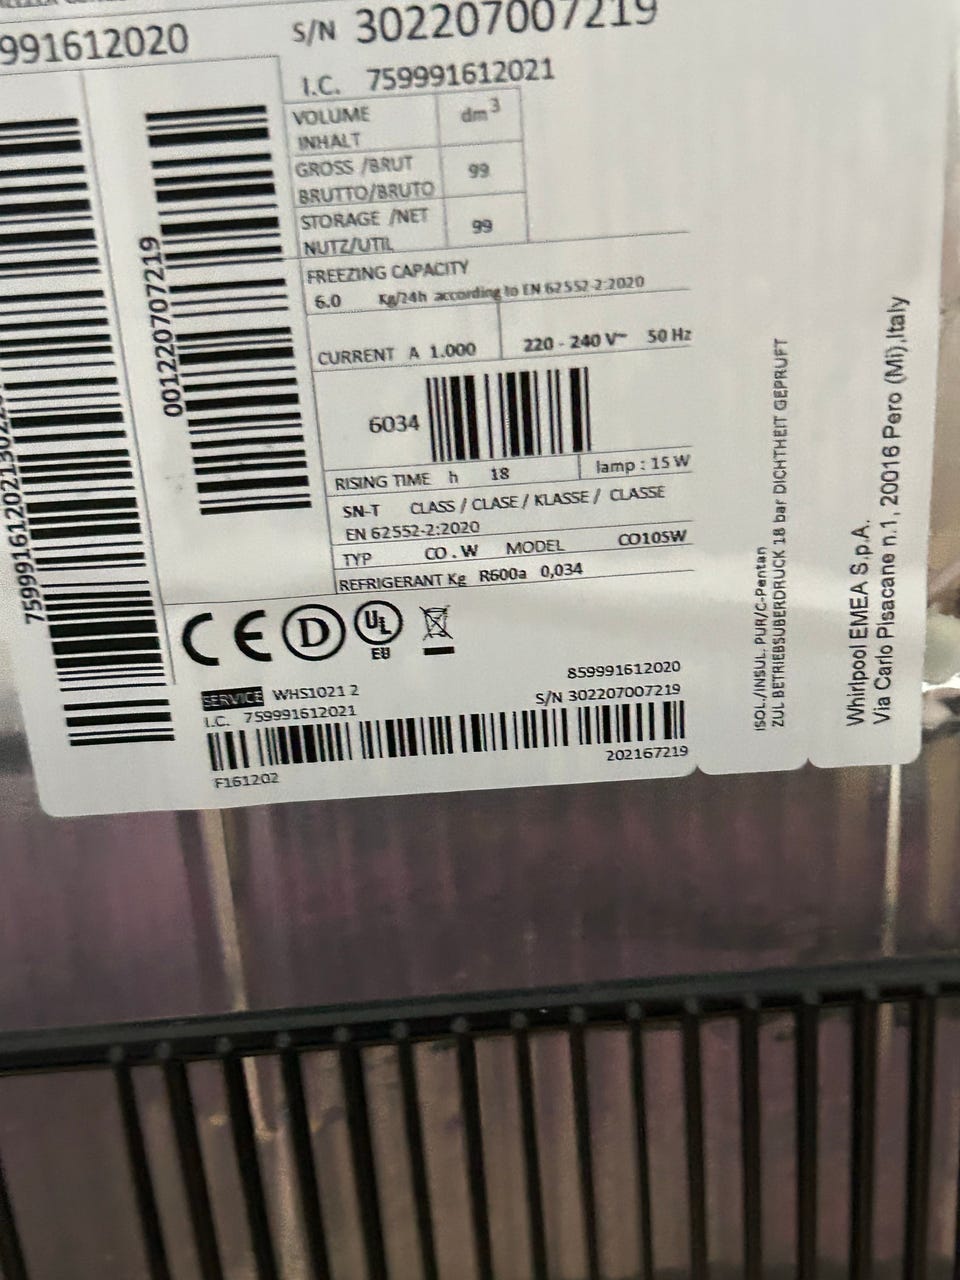 991612020
S/N 302207007219
I.C. 759991612021
VOLUME dm3
INHALT
GROSS /BRUT 99
BRUTTO/BRUTO
STORAGE /NET 99
NUTZ/UTIL
FREEZING CAPACITY
6.0 Kg/24h according to EN 62552-2:2020
CURRENT A 1.000 220 - 240 V~ 50 Hz
6034
RISING TIME h 18 lamp : 15 W
SN-T CLASS / CLASE / KLASSE / CLASSE
EN 62552-2:2020
TYP CO . W MODEL CO105W
REFRIGERANT Kg R600a 0,034
CE D UL
EU
SERVICE WHS1021 2 859991612020
I.C. 759991612021 S/N 302207007219
F161202 202167219
001220707219
ISOL./INSUL. PUR/C-Pentan
ZUL BETRIEBSUBERDRUCK 18 bar DICHTHEIT GEPRUFT
Whirlpool EMEA S.p.A.
Via Carlo Pisacane n.1, 20016 Pero (Mi),Italy